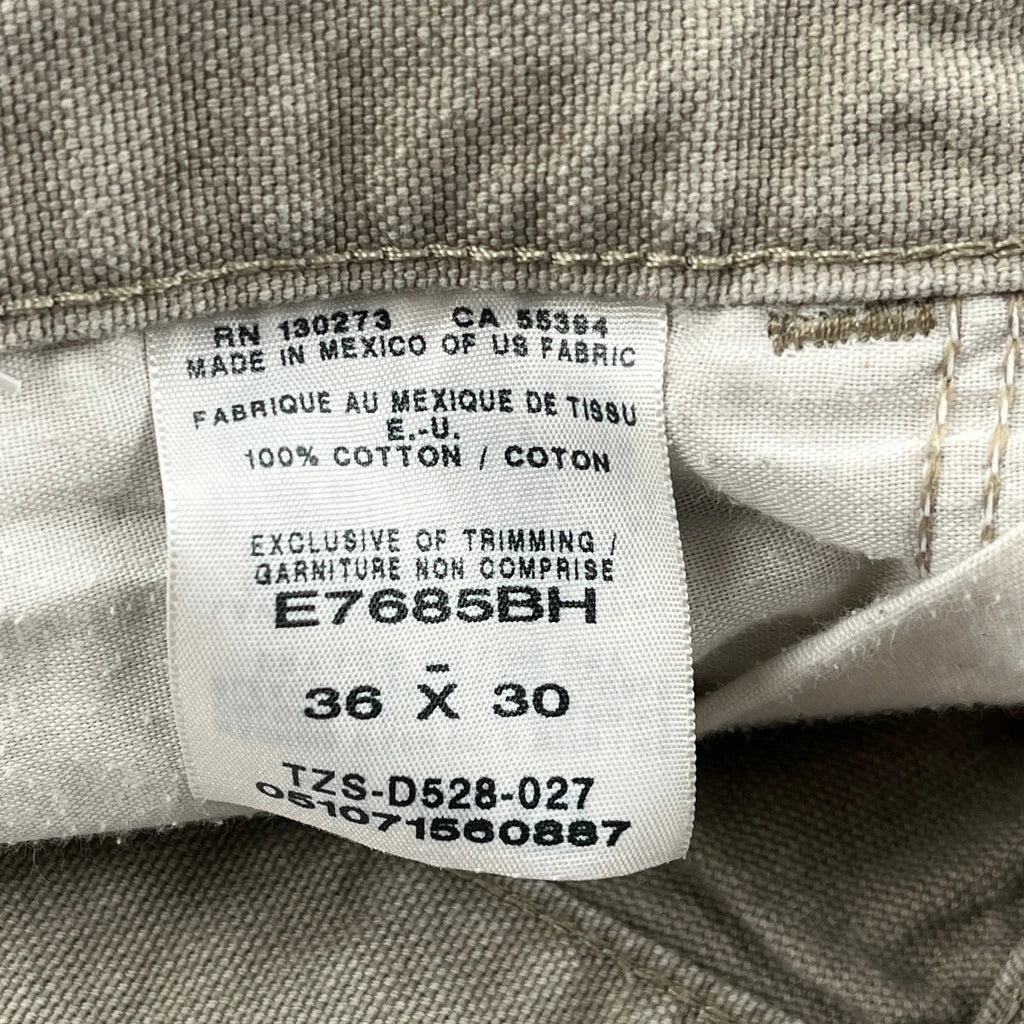 RN 130273 CA 55394
MADE IN MEXICO OF US FABRIC
FABRIQUE AU MEXIQUE DE TISSU
E.-U.
100% COTTON / COTON
EXCLUSIVE OF TRIMMING /
GARNITURE NON COMPRISE
E7685BH
-
36 X 30
TZS-D528-027
051071560887